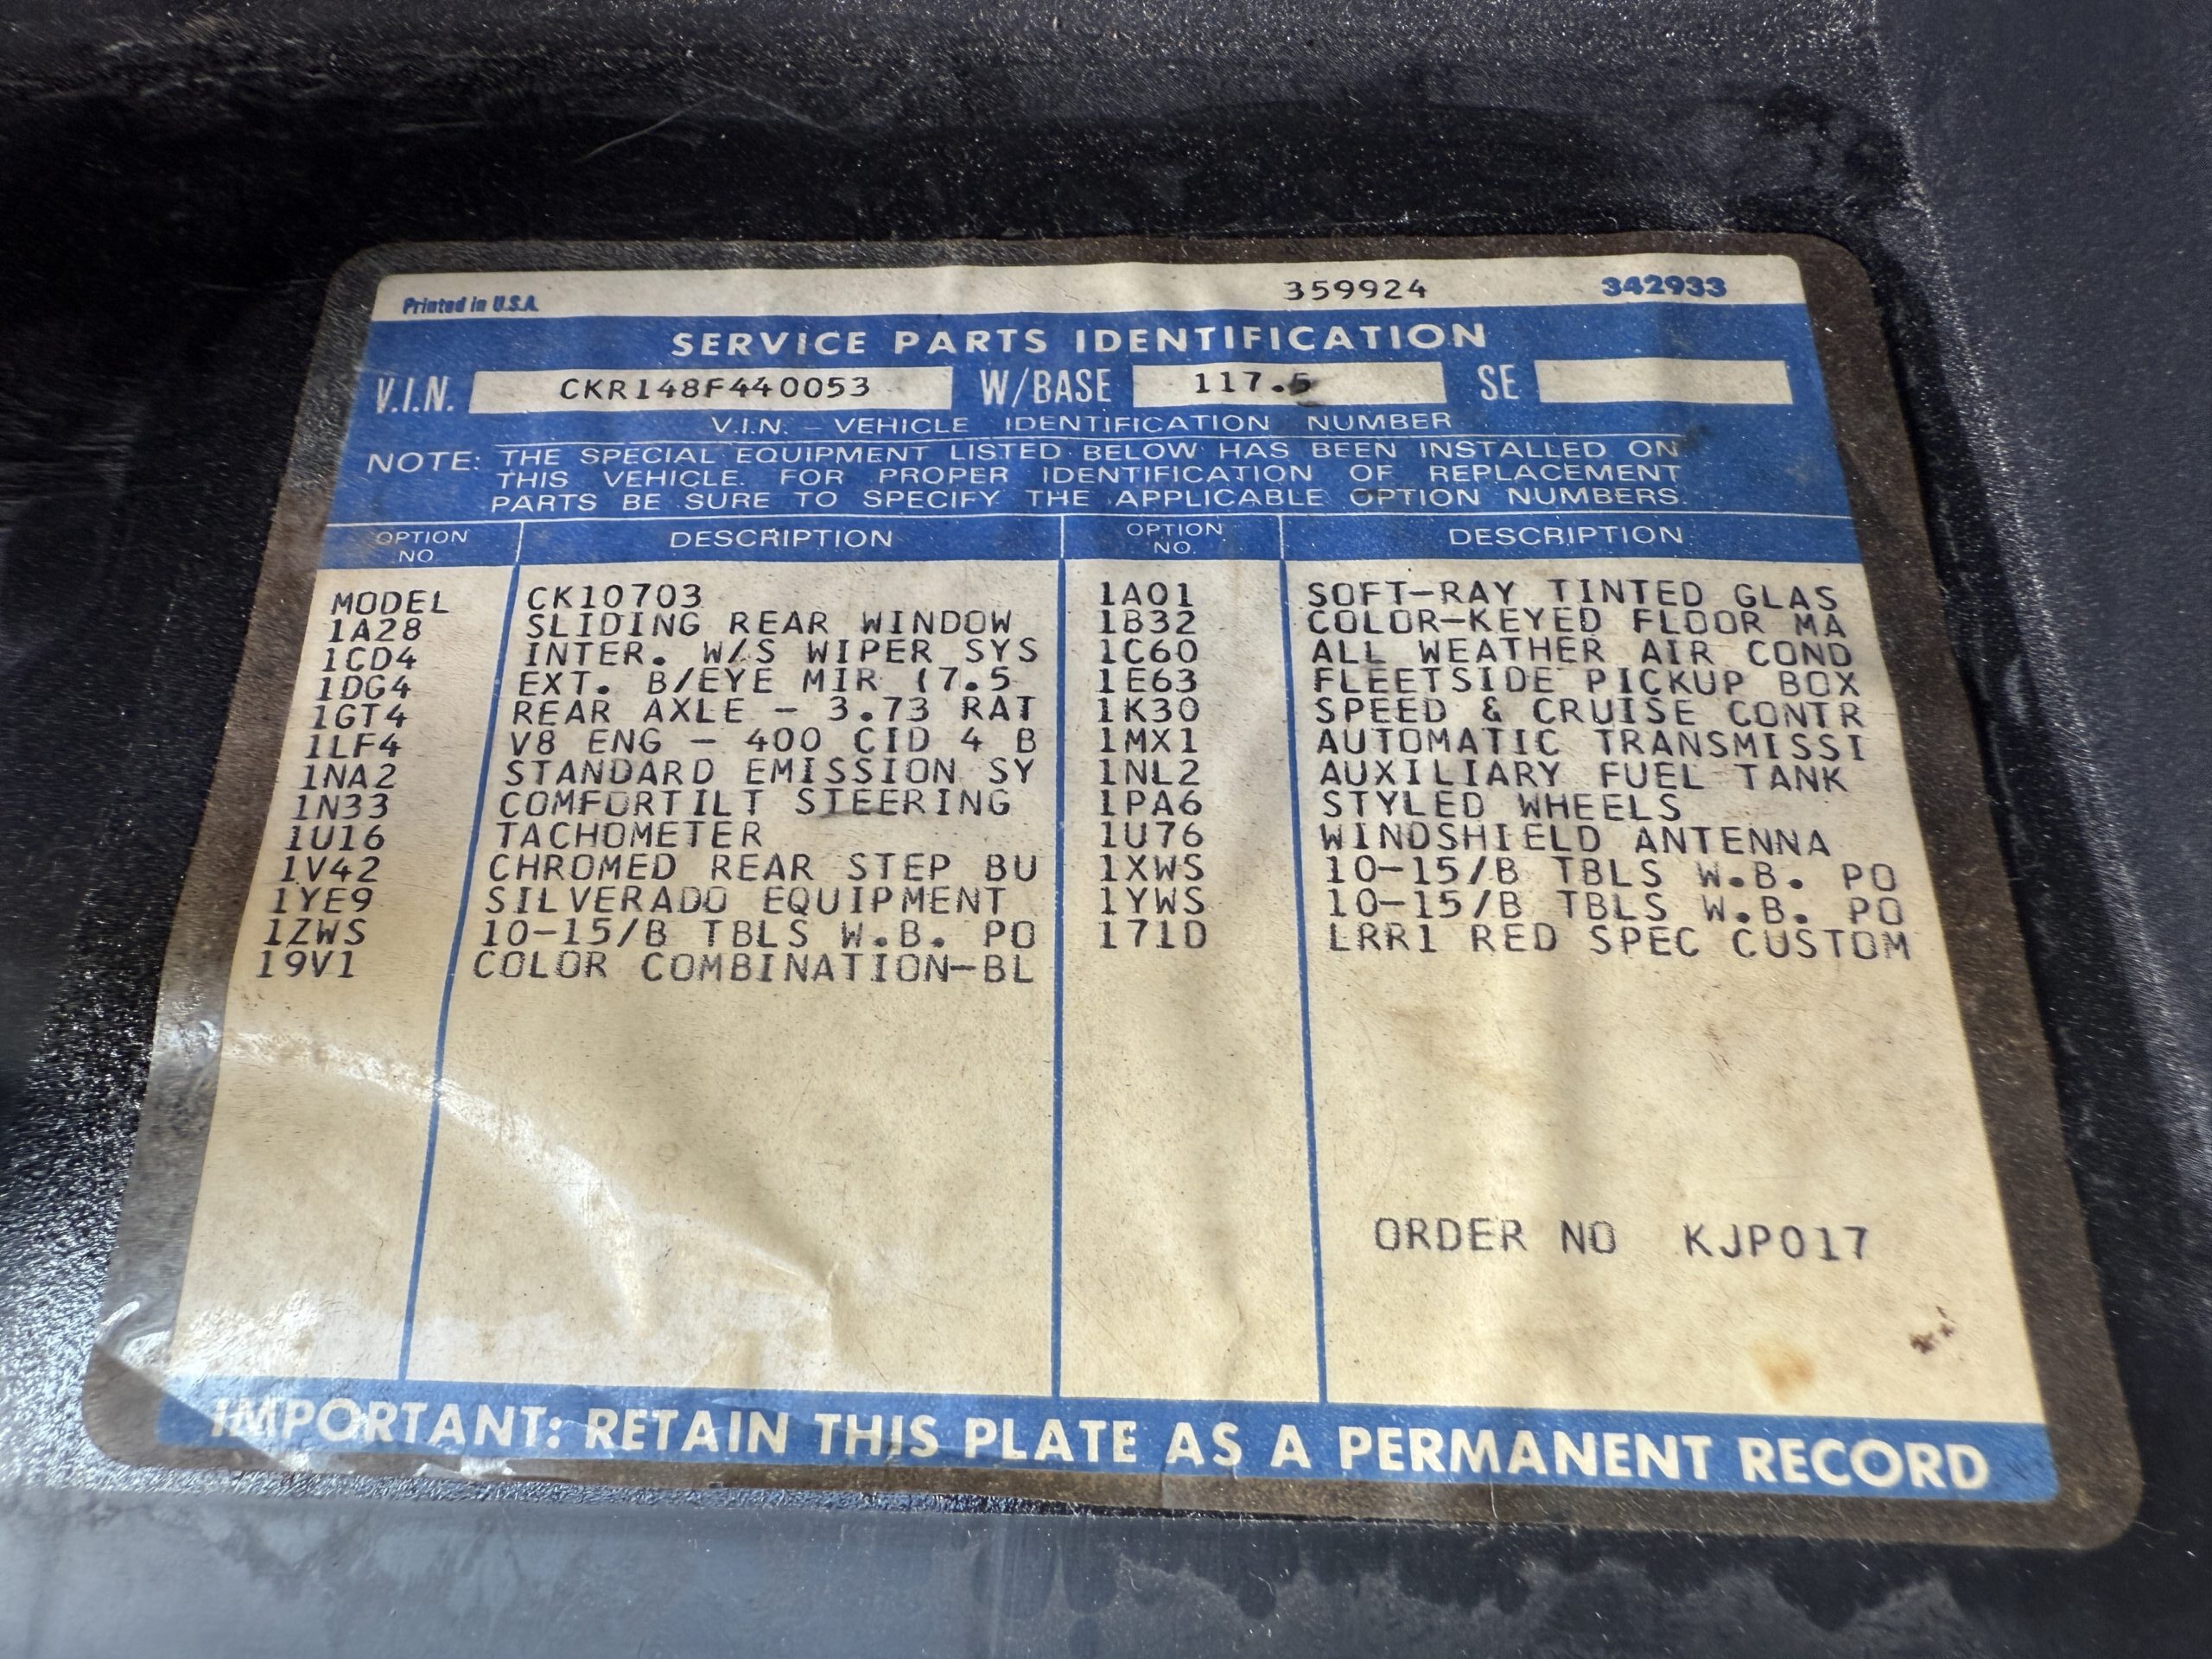 Printed in U.S.A. 359924 342933
SERVICE PARTS IDENTIFICATION
V.I.N. CKR148F440053 W/BASE 117.5 SE
V.I.N. – VEHICLE IDENTIFICATION NUMBER
NOTE: THE SPECIAL EQUIPMENT LISTED BELOW HAS BEEN INSTALLED ON
THIS VEHICLE. FOR PROPER IDENTIFICATION OF REPLACEMENT
PARTS BE SURE TO SPECIFY THE APPLICABLE OPTION NUMBERS.
OPTION NO. DESCRIPTION OPTION NO. DESCRIPTION
MODEL CK10703 1A01 SOFT-RAY TINTED GLAS
1A28 SLIDING REAR WINDOW 1B32 COLOR-KEYED FLOOR MA
1CD4 INTER. W/S WIPER SYS 1C60 ALL WEATHER AIR COND
1DG4 EXT. B/EYE MIR (7.5 1E63 FLEETSIDE PICKUP BOX
1GT4 REAR AXLE - 3.73 RAT 1K30 SPEED & CRUISE CONTR
1LF4 V8 ENG - 400 CID 4 B 1MX1 AUTOMATIC TRANSMISSI
1NA2 STANDARD EMISSION SY 1NL2 AUXILIARY FUEL TANK
1N33 COMFORTILT STEERING 1PA6 STYLED WHEELS
1U16 TACHOMETER 1U76 WINDSHIELD ANTENNA
1V42 CHROMED REAR STEP BU 1XWS 10-15/B TBLS W.B. PO
1YE9 SILVERADO EQUIPMENT 1YWS 10-15/B TBLS W.B. PO
1ZWS 10-15/B TBLS W.B. PO 171D LRR1 RED SPEC CUSTOM
19V1 COLOR COMBINATION-BL
ORDER NO KJP017
IMPORTANT: RETAIN THIS PLATE AS A PERMANENT RECORD